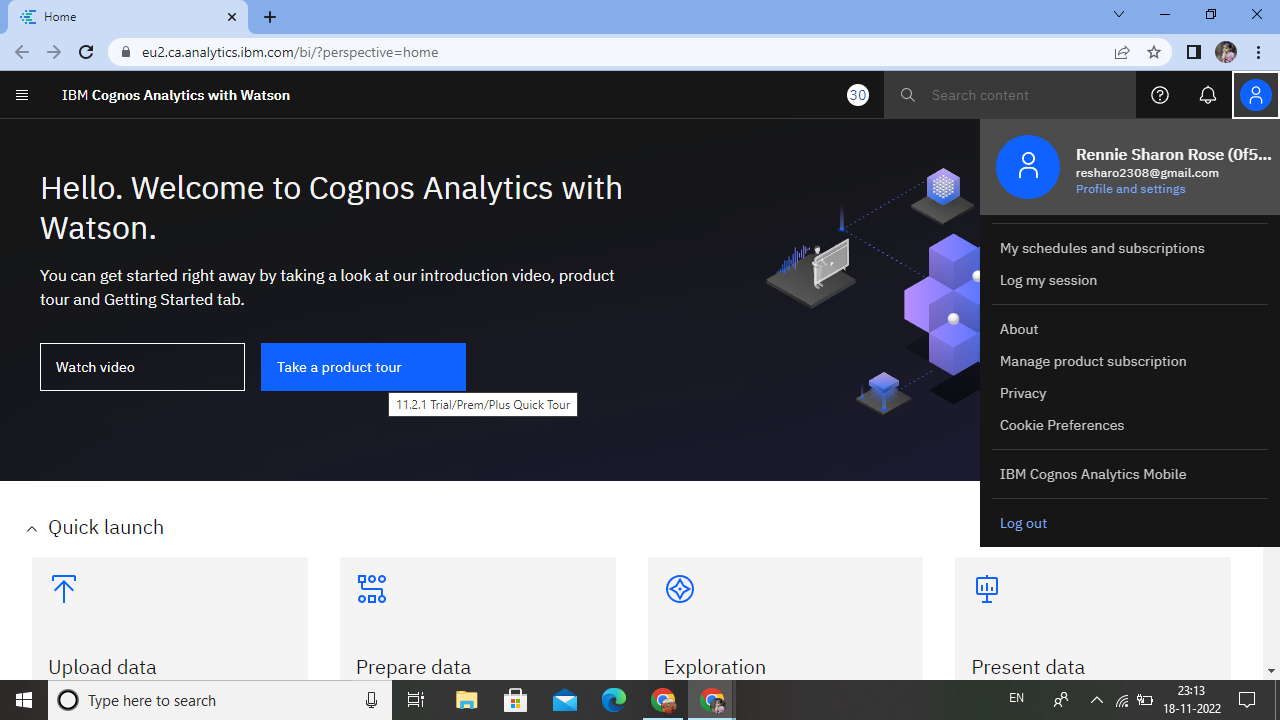 Home
eu2.ca.analytics.ibm.com/bi/?perspective=home
IBM Cognos Analytics with Watson
30
Search content
Hello. Welcome to Cognos Analytics with
Watson.
You can get started right away by taking a look at our introduction video, product
tour and Getting Started tab.
Watch video
Take a product tour
11.2.1 Trial/Prem/Plus Quick Tour
Rennie Sharon Rose (0f5...
resharo2308@gmail.com
Profile and settings
My schedules and subscriptions
Log my session
About
Manage product subscription
Privacy
Cookie Preferences
IBM Cognos Analytics Mobile
Log out
Quick launch
Upload data
Prepare data
Exploration
Present data
Type here to search
EN
23:13
18-11-2022